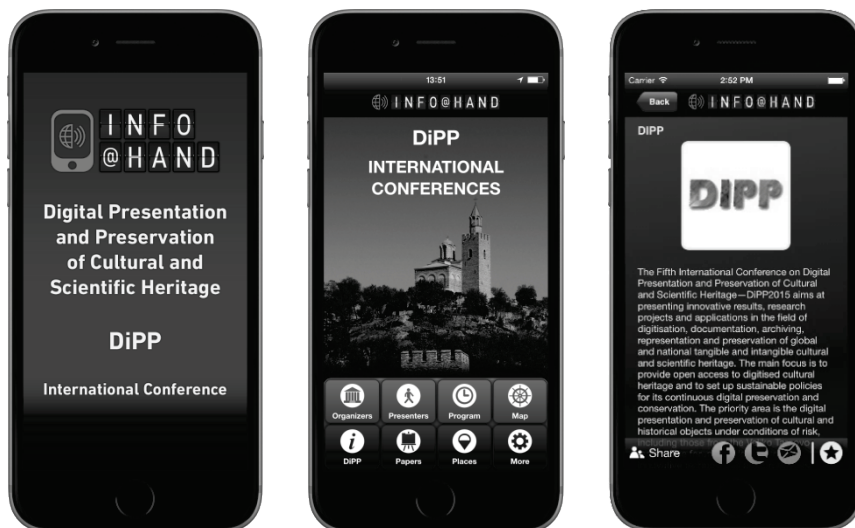 INFO
@HAND
Digital Presentation
and Preservation
of Cultural and
Scientific Heritage
DiPP
International Conference
13:51
INFO@HAND
DiPP
INTERNATIONAL
CONFERENCES
Organizers Presenters Program Map
DiPP Papers Places More
Carrier 2:52 PM
Back INFO@HAND
DIPP
DIPP
The Fifth International Conference on Digital
Presentation and Preservation of Cultural
and Scientific Heritage—DiPP2015 aims at
presenting innovative results, research
projects and applications in the field of
digitisation, documentation, archiving,
representation and preservation of global
and national tangible and intangible cultural
and scientific heritage. The main focus is to
provide open access to digitised cultural
heritage and to set up sustainable policies
for its continuous digital preservation and
conservation. The priority area is the digital
presentation and preservation of cultural and
historical objects under conditions of risk,
including those from the
Share